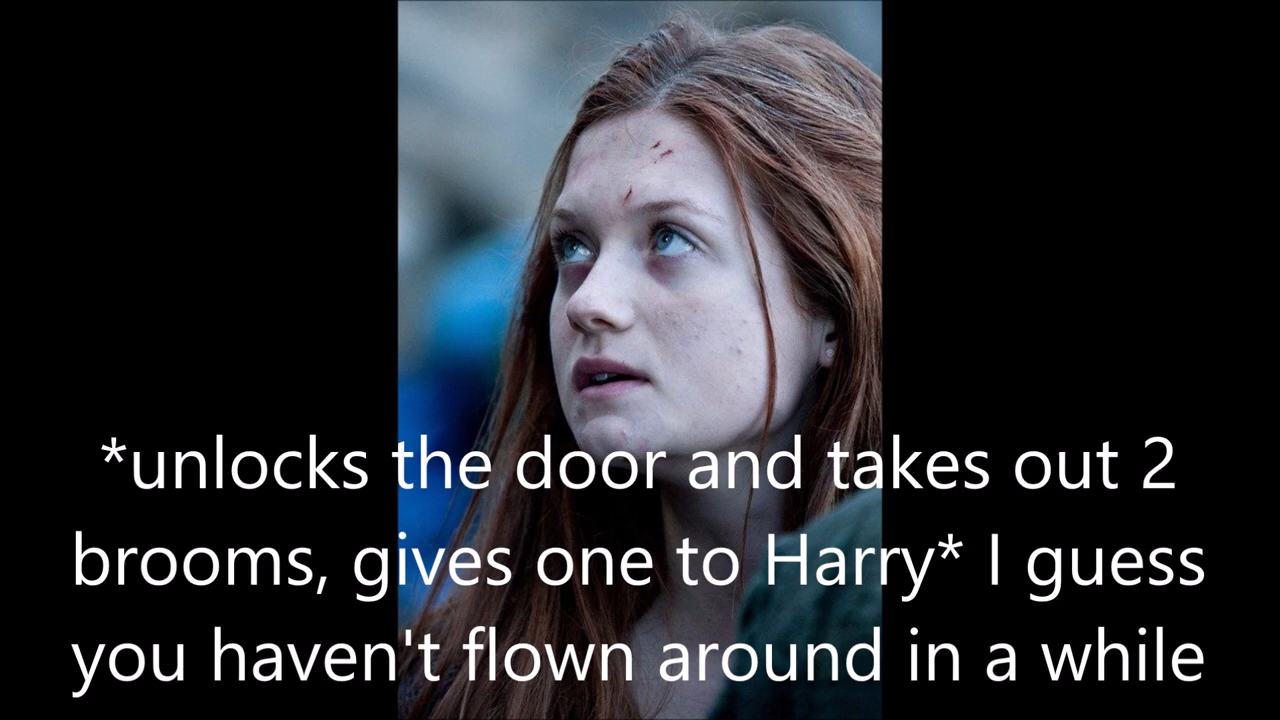 *unlocks the door and takes out 2
brooms, gives one to Harry* I guess
you haven't flown around in a while